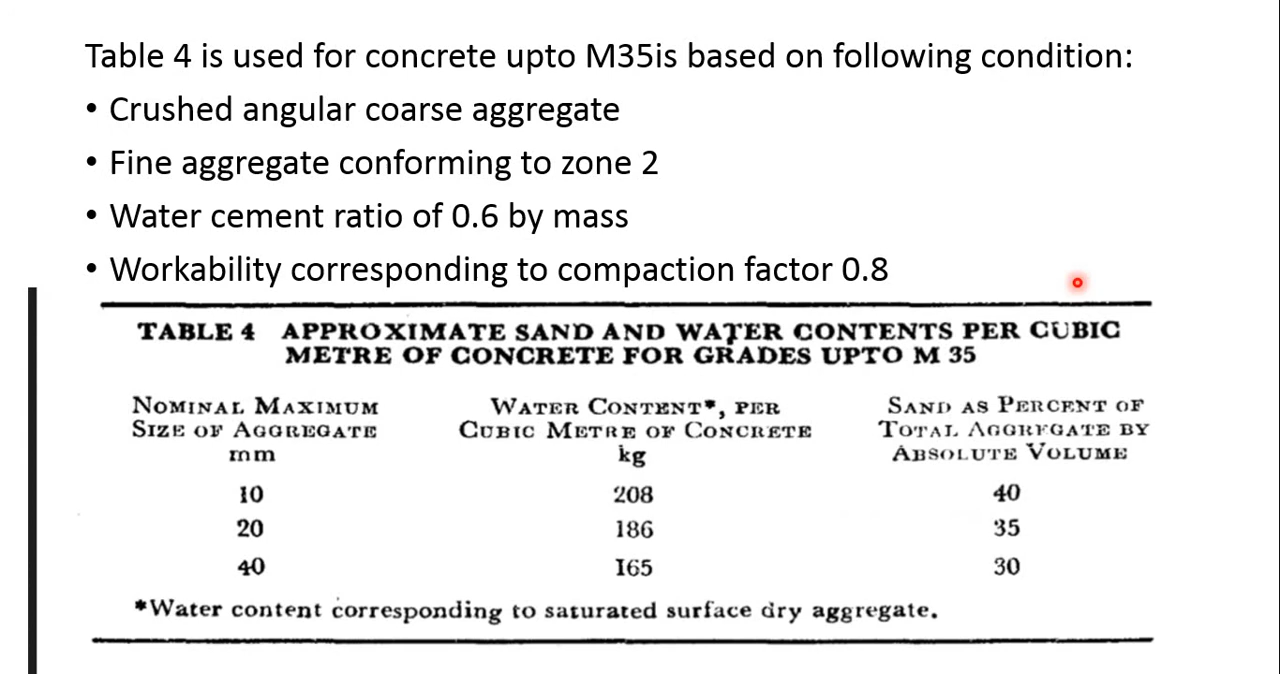 Table 4 is used for concrete upto M35is based on following condition:
• Crushed angular coarse aggregate
• Fine aggregate conforming to zone 2
• Water cement ratio of 0.6 by mass
• Workability corresponding to compaction factor 0.8
TABLE 4 APPROXIMATE SAND AND WATER CONTENTS PER CUBIC
METRE OF CONCRETE FOR GRADES UPTO M 35
NOMINAL MAXIMUM WATER CONTENT*, PER SAND AS PERCENT OF
SIZE OF AGGREGATE CUBIC METRE OF CONCRETE TOTAL AGGREGATE BY
mm kg ABSOLUTE VOLUME
10 208 40
20 186 35
40 165 30
*Water content corresponding to saturated surface dry aggregate.